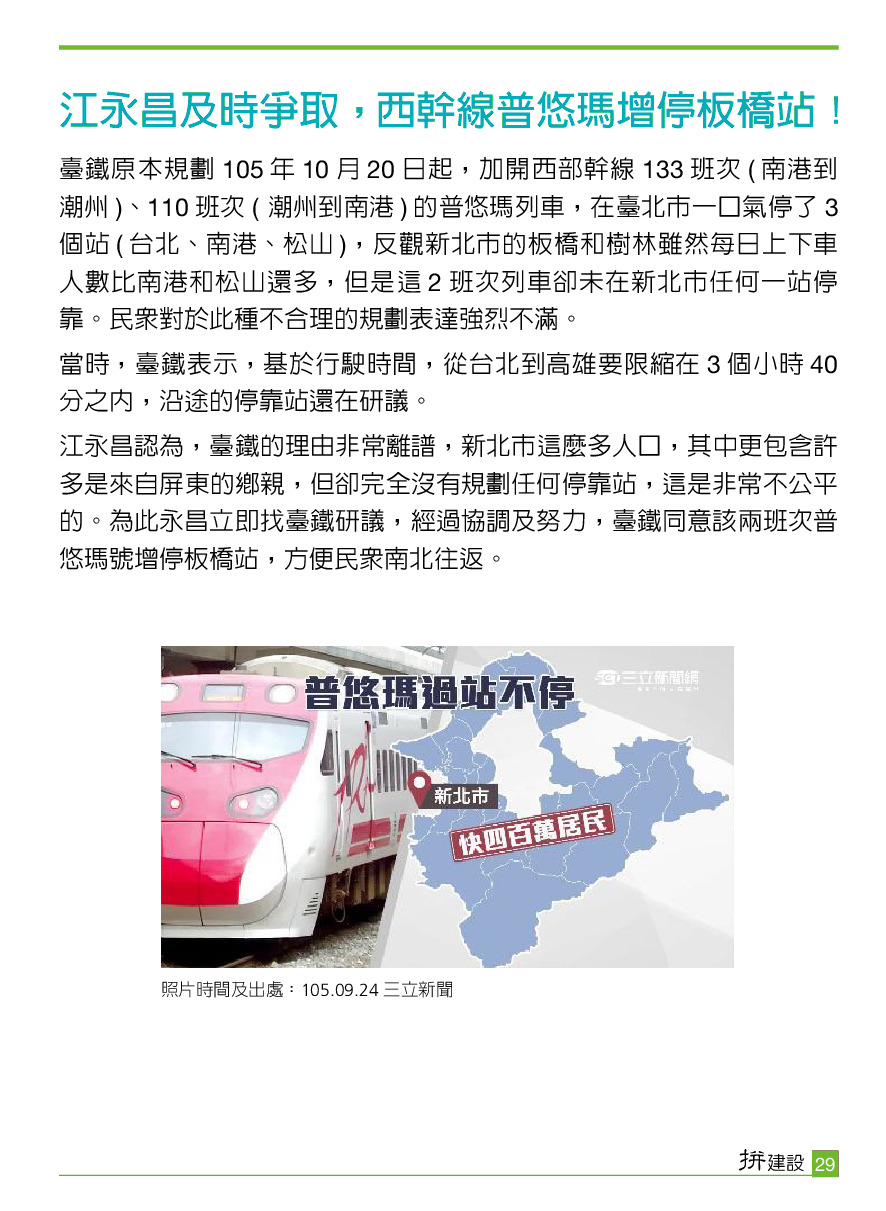 江永昌及時爭取，西幹線普悠瑪增停板橋站！
臺鐵原本規劃 105 年 10 月 20 日起，加開西部幹線 133 班次 ( 南港到
潮州 )、110 班次 ( 潮州到南港 ) 的普悠瑪列車，在臺北市一口氣停了 3
個站 ( 台北、南港、松山 )，反觀新北市的板橋和樹林雖然每日上下車
人數比南港和松山還多，但是這 2 班次列車卻未在新北市任何一站停
靠。民眾對於此種不合理的規劃表達強烈不滿。
當時，臺鐵表示，基於行駛時間，從台北到高雄要限縮在 3 個小時 40
分之內，沿途的停靠站還在研議。
江永昌認為，臺鐵的理由非常離譜，新北市這麼多人口，其中更包含許
多是來自屏東的鄉親，但卻完全沒有規劃任何停靠站，這是非常不公平
的。為此永昌立即找臺鐵研議，經過協調及努力，臺鐵同意該兩班次普
悠瑪號增停板橋站，方便民眾南北往返。
普悠瑪過站不停
三立新聞網
新北市
快四百萬居民
照片時間及出處：105.09.24 三立新聞
拚建設 29